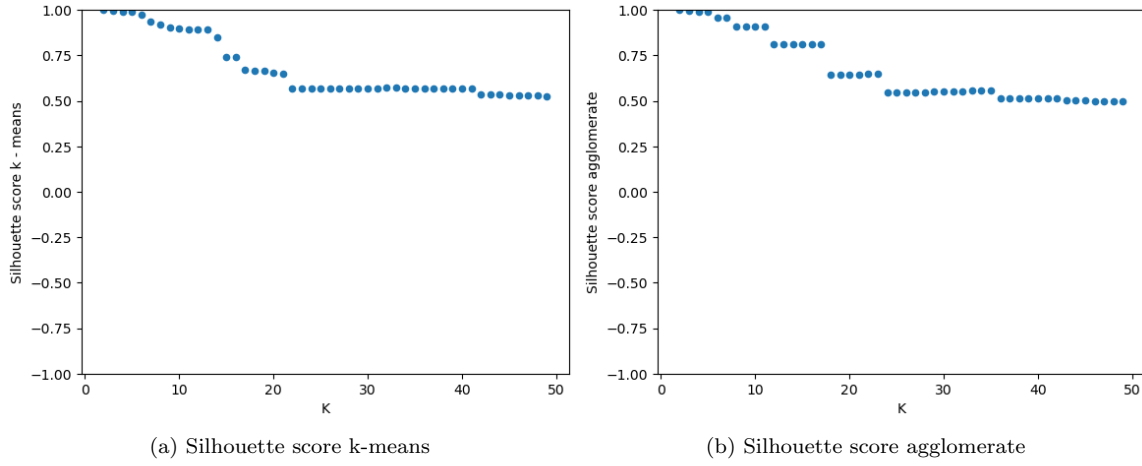 Silhouette score k - means
1.00
0.75
0.50
0.25
0.00
−0.25
−0.50
−0.75
−1.00
0 10 20 30 40 50
K
Silhouette score agglomerate
1.00
0.75
0.50
0.25
0.00
−0.25
−0.50
−0.75
−1.00
0 10 20 30 40 50
K
(a) Silhouette score k-means
(b) Silhouette score agglomerate